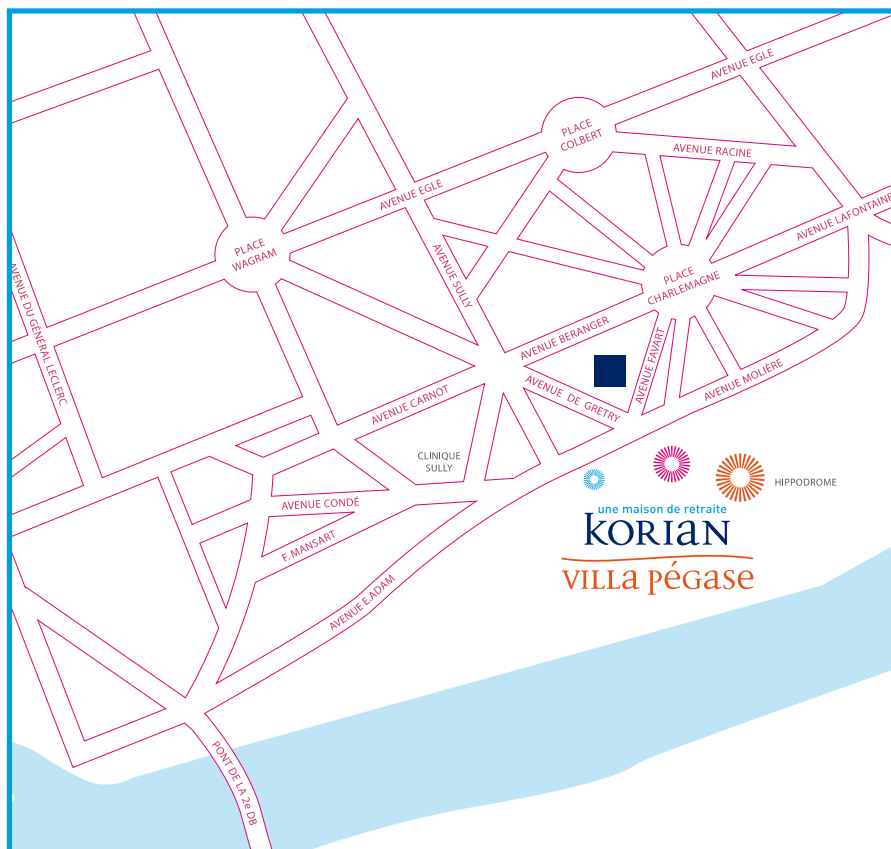 AVENUE EGLE
PLACE
COLBERT
AVENUE RACINE
AVENUE EGLE
AVENUE LAFONTAINE
PLACE
WAGRAM
AVENUE SULLY
PLACE
CHARLEMAGNE
AVENUE DU GÉNÉRAL LECLERC
AVENUE BERANGER
AVENUE FAVART
AVENUE MOLIÈRE
AVENUE CARNOT
AVENUE DE GRETRY
CLINIQUE
SULLY
HIPPODROME
AVENUE CONDÉ
une maison de retraite
KORIAN
VILLA PÉGASE
F. MANSART
AVENUE E.ADAM
PONT DE LA 2e DB